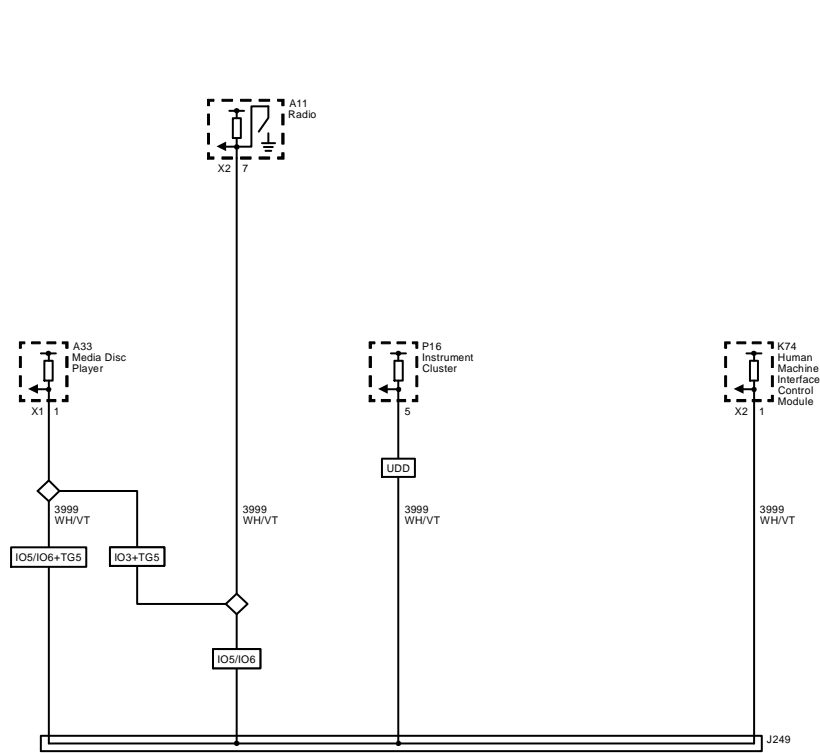 A11
Radio
X2 7
A33
Media Disc
Player
X1 1
P16
Instrument
Cluster
5
K74
Human
Machine
Interface
Control
Module
X2 1
UDD
3999
WH/VT
3999
WH/VT
3999
WH/VT
3999
WH/VT
IO5/IO6+TG5
IO3+TG5
IO5/IO6
J249